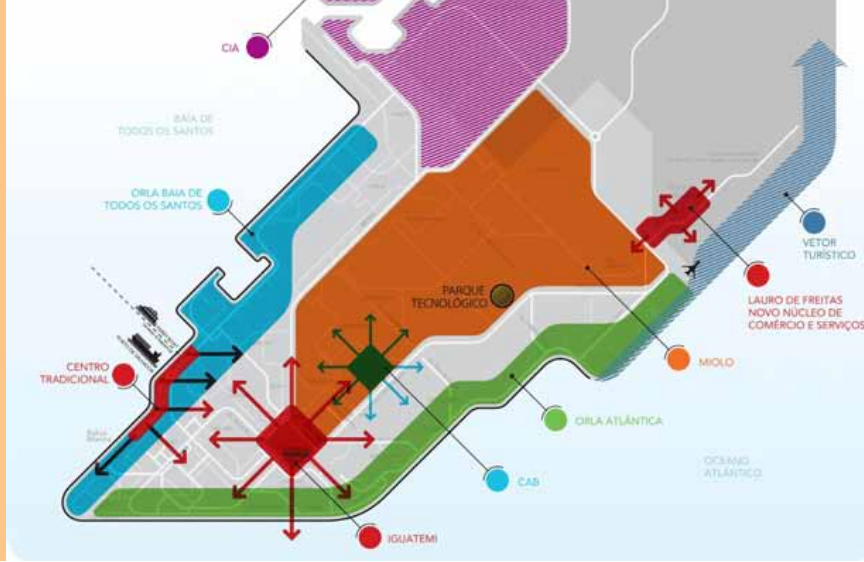 CIA
BAÍA DE
TODOS OS SANTOS
ORLA BAIA DE
TODOS OS SANTOS
VETOR
TURÍSTICO
PARQUE
TECNOLÓGICO
LAURO DE FREITAS
NOVO NÚCLEO DE
COMÉRCIO E SERVIÇOS
CENTRO
TRADICIONAL
MIOLO
ORLA ATLÂNTICA
OCEANO
ATLÂNTICO
CAB
IGUATEMI